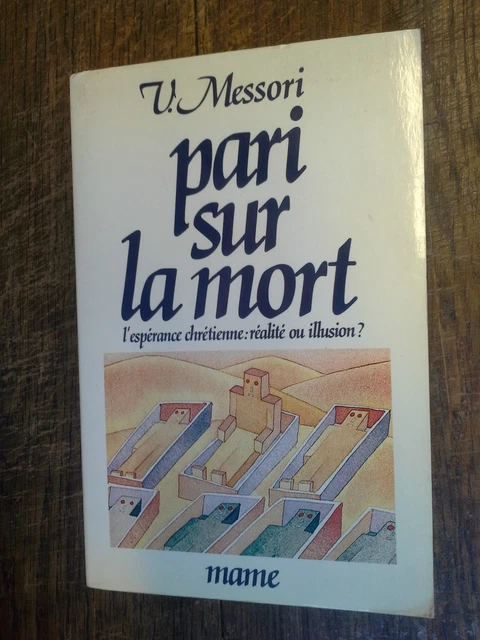 V. Messori
pari
sur
la mort
l'espérance chrétienne: réalité ou illusion?
mame